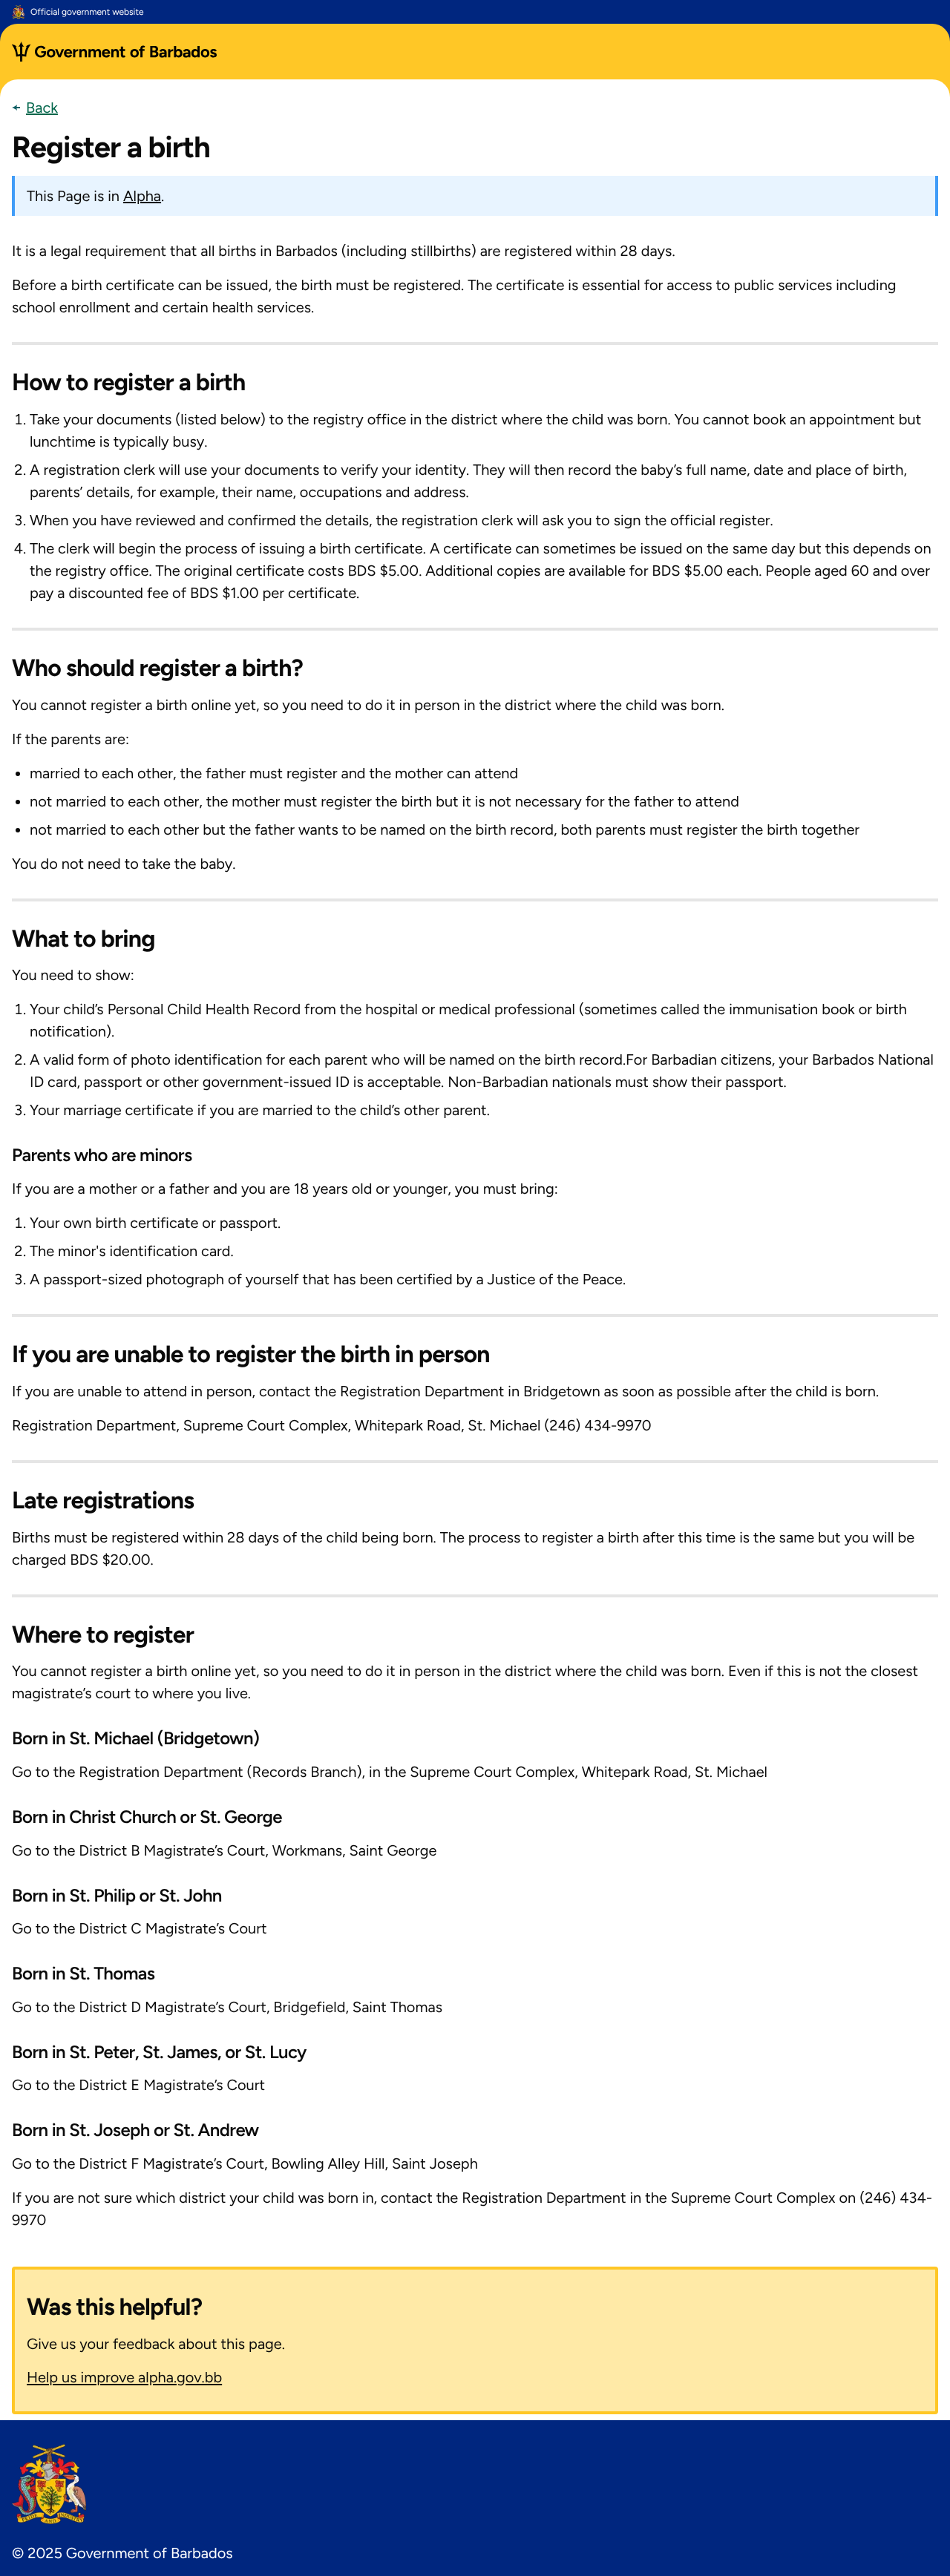 Official government website
Government of Barbados
Back
Register a birth
This Page is in Alpha.
It is a legal requirement that all births in Barbados (including stillbirths) are registered within 28 days.
Before a birth certificate can be issued, the birth must be registered. The certificate is essential for access to public services including
school enrollment and certain health services.
How to register a birth
1. Take your documents (listed below) to the registry office in the district where the child was born. You cannot book an appointment but
lunchtime is typically busy.
2. A registration clerk will use your documents to verify your identity. They will then record the baby’s full name, date and place of birth,
parents’ details, for example, their name, occupations and address.
3. When you have reviewed and confirmed the details, the registration clerk will ask you to sign the official register.
4. The clerk will begin the process of issuing a birth certificate. A certificate can sometimes be issued on the same day but this depends on
the registry office. The original certificate costs BDS $5.00. Additional copies are available for BDS $5.00 each. People aged 60 and over
pay a discounted fee of BDS $1.00 per certificate.
Who should register a birth?
You cannot register a birth online yet, so you need to do it in person in the district where the child was born.
If the parents are:
• married to each other, the father must register and the mother can attend
• not married to each other, the mother must register the birth but it is not necessary for the father to attend
• not married to each other but the father wants to be named on the birth record, both parents must register the birth together
You do not need to take the baby.
What to bring
You need to show:
1. Your child’s Personal Child Health Record from the hospital or medical professional (sometimes called the immunisation book or birth
notification).
2. A valid form of photo identification for each parent who will be named on the birth record.For Barbadian citizens, your Barbados National
ID card, passport or other government-issued ID is acceptable. Non-Barbadian nationals must show their passport.
3. Your marriage certificate if you are married to the child’s other parent.
Parents who are minors
If you are a mother or a father and you are 18 years old or younger, you must bring:
1. Your own birth certificate or passport.
2. The minor's identification card.
3. A passport-sized photograph of yourself that has been certified by a Justice of the Peace.
If you are unable to register the birth in person
If you are unable to attend in person, contact the Registration Department in Bridgetown as soon as possible after the child is born.
Registration Department, Supreme Court Complex, Whitepark Road, St. Michael (246) 434-9970
Late registrations
Births must be registered within 28 days of the child being born. The process to register a birth after this time is the same but you will be
charged BDS $20.00.
Where to register
You cannot register a birth online yet, so you need to do it in person in the district where the child was born. Even if this is not the closest
magistrate’s court to where you live.
Born in St. Michael (Bridgetown)
Go to the Registration Department (Records Branch), in the Supreme Court Complex, Whitepark Road, St. Michael
Born in Christ Church or St. George
Go to the District B Magistrate’s Court, Workmans, Saint George
Born in St. Philip or St. John
Go to the District C Magistrate’s Court
Born in St. Thomas
Go to the District D Magistrate’s Court, Bridgefield, Saint Thomas
Born in St. Peter, St. James, or St. Lucy
Go to the District E Magistrate’s Court
Born in St. Joseph or St. Andrew
Go to the District F Magistrate’s Court, Bowling Alley Hill, Saint Joseph
If you are not sure which district your child was born in, contact the Registration Department in the Supreme Court Complex on (246) 434-
9970
Was this helpful?
Give us your feedback about this page.
Help us improve alpha.gov.bb
PRIDE AND INDUSTRY
© 2025 Government of Barbados